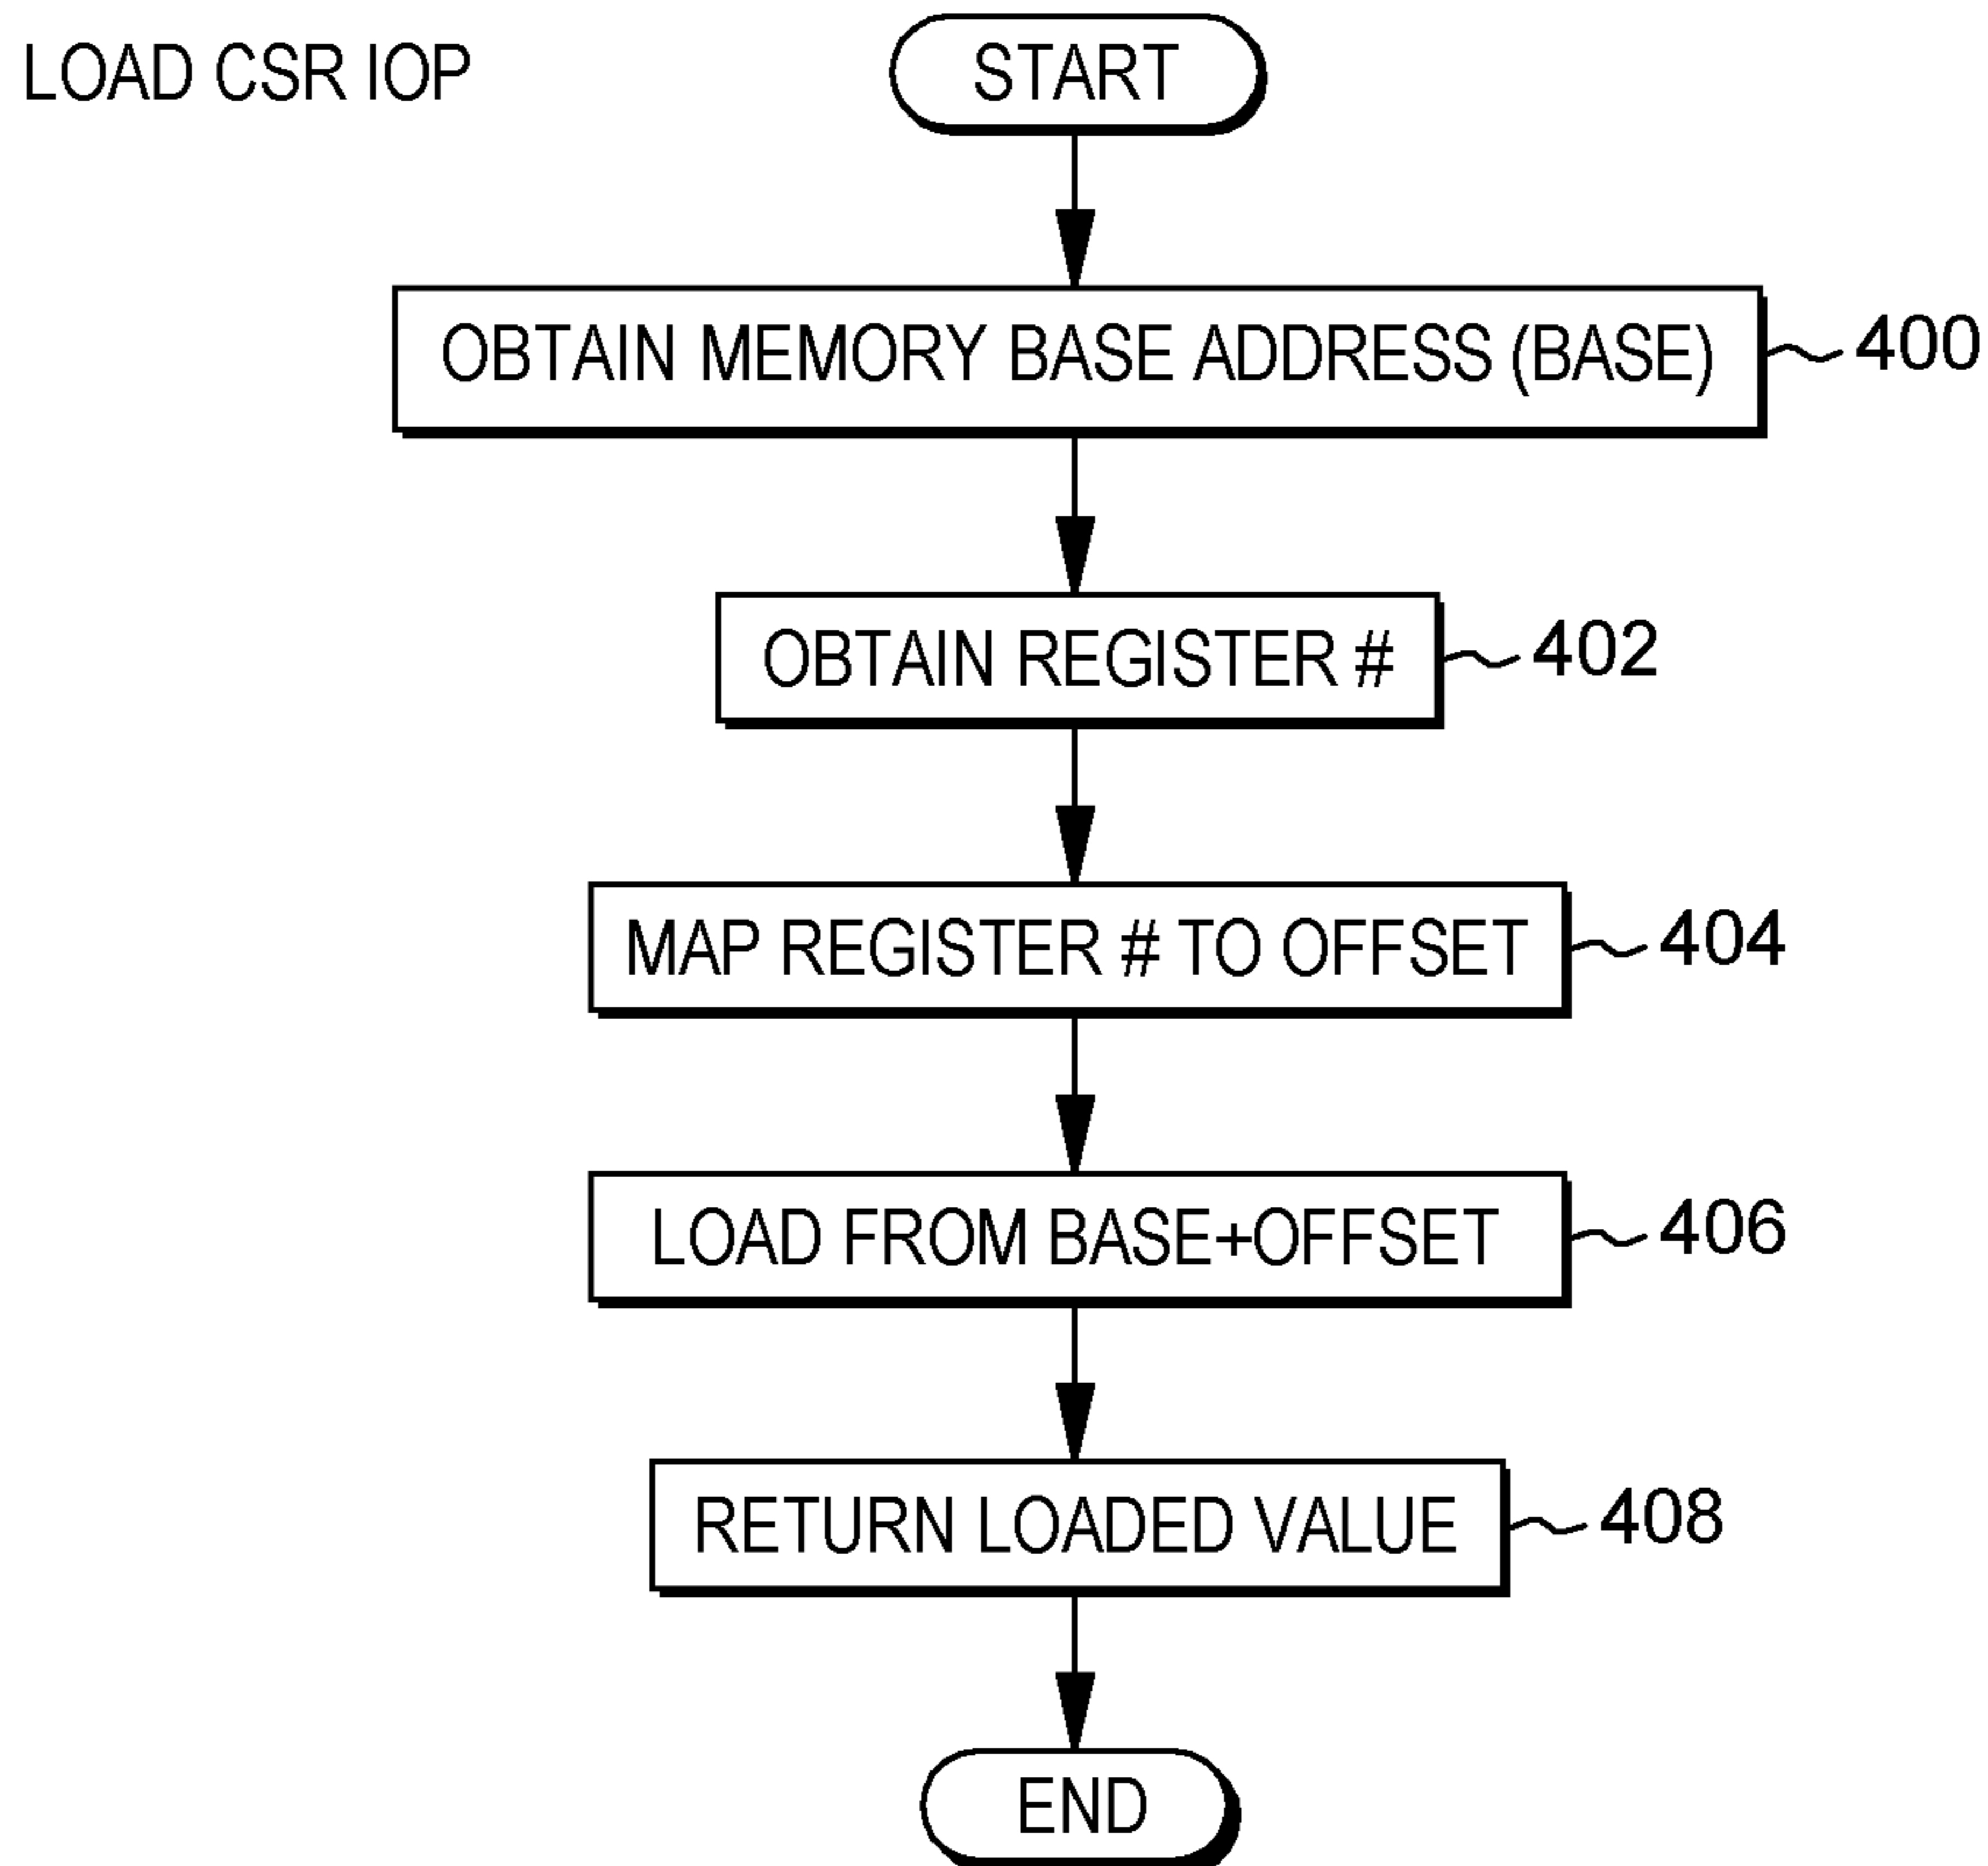 LOAD CSR IOP
START
OBTAIN MEMORY BASE ADDRESS (BASE)
400
OBTAIN REGISTER #
402
MAP REGISTER # TO OFFSET
404
LOAD FROM BASE+OFFSET
406
RETURN LOADED VALUE
408
END